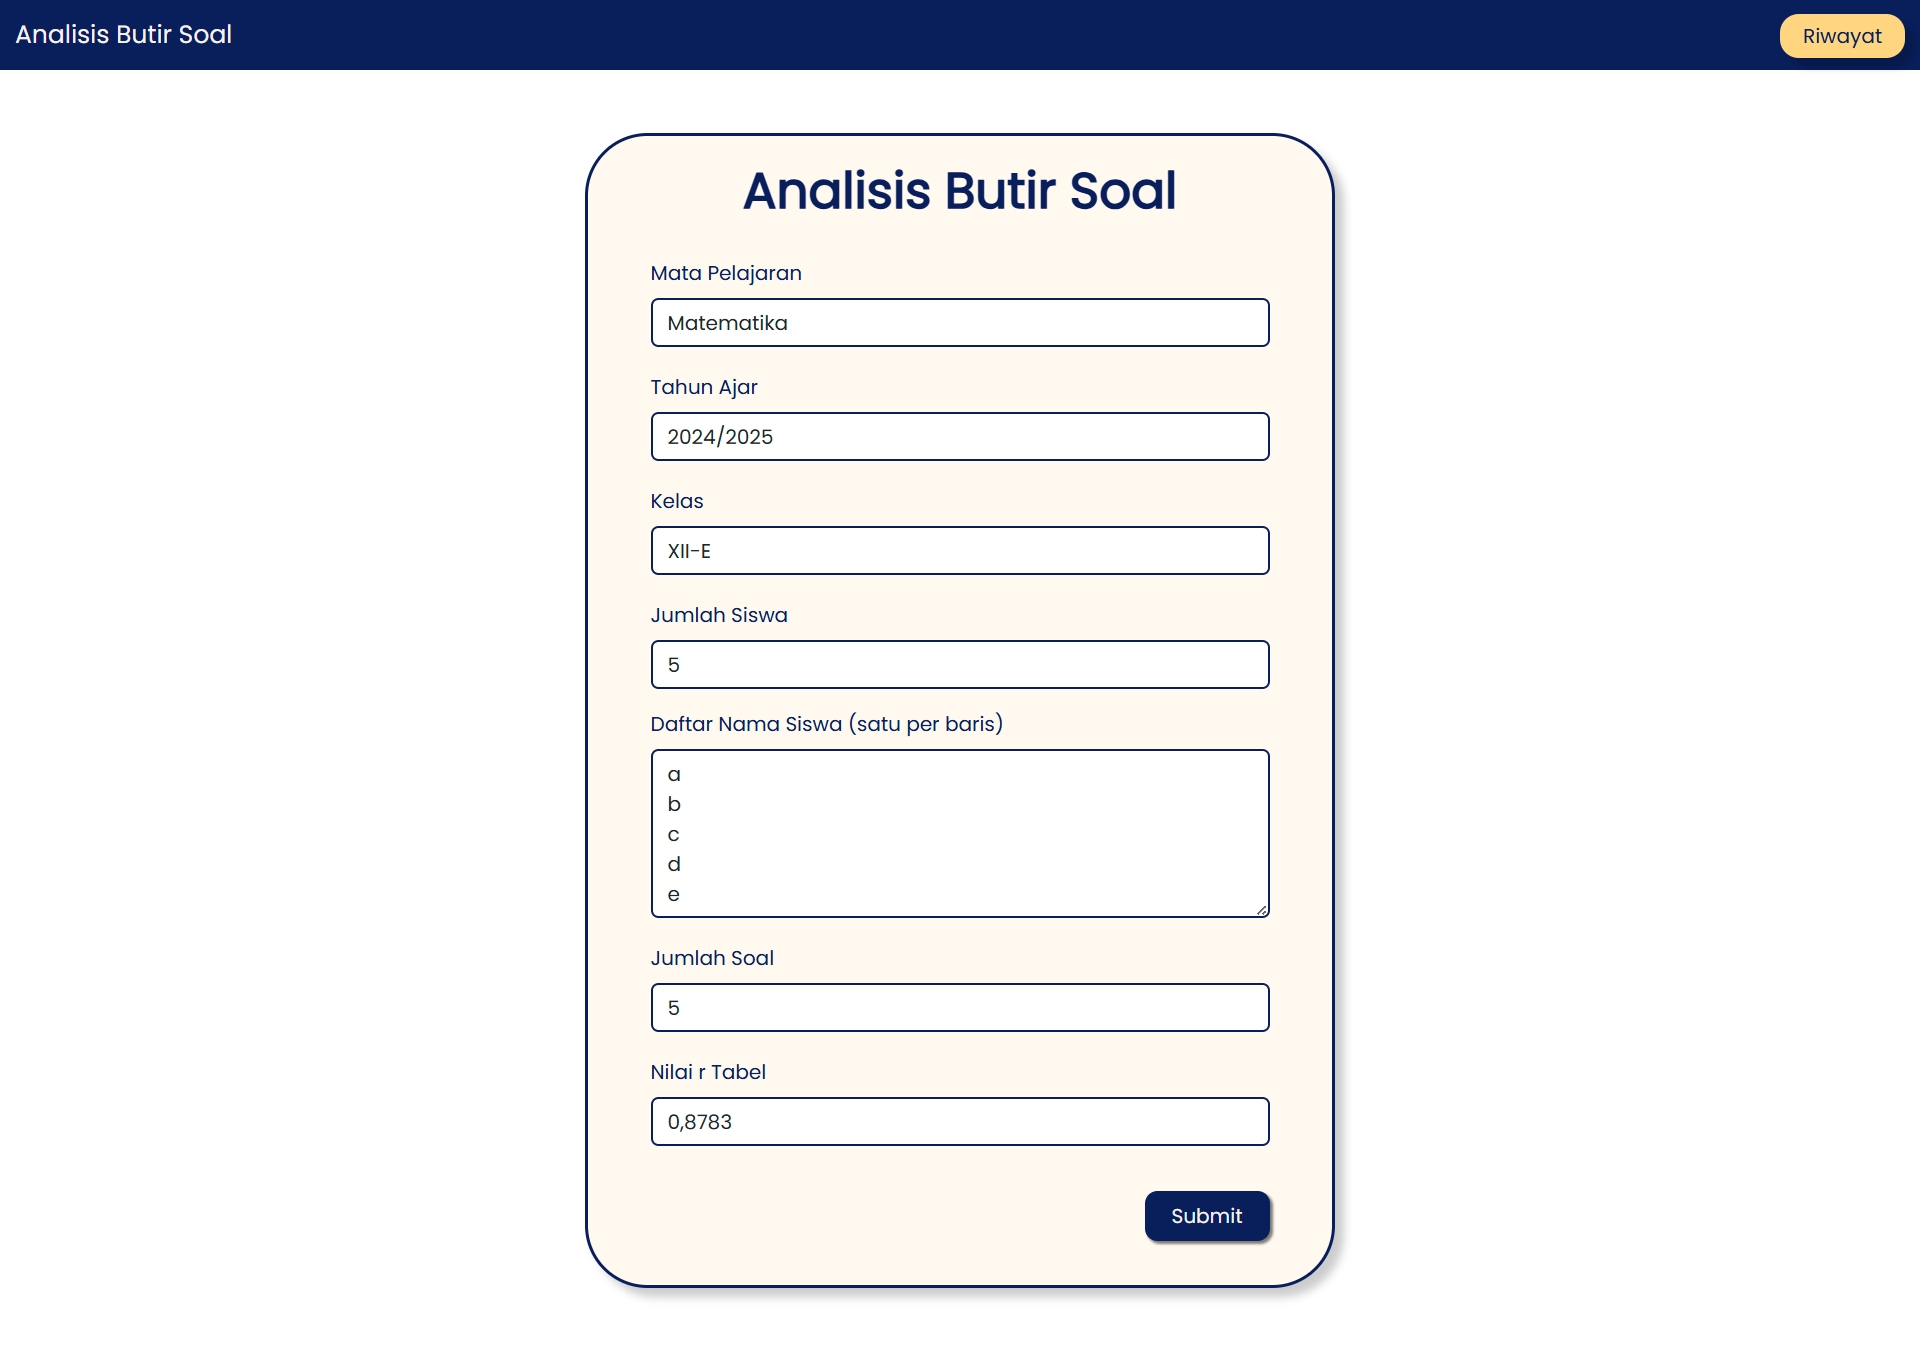 Analisis Butir Soal
Riwayat
Analisis Butir Soal
Mata Pelajaran
Matematika
Tahun Ajar
2024/2025
Kelas
XII-E
Jumlah Siswa
5
Daftar Nama Siswa (satu per baris)
a
b
c
d
e
Jumlah Soal
5
Nilai r Tabel
0,8783
Submit